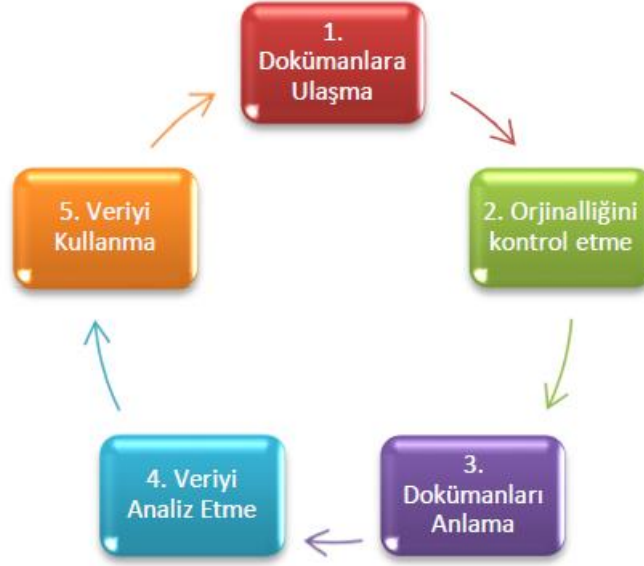 1.
Dokümanlara
Ulaşma
2. Orjinalliğini
kontrol etme
3.
Dokümanları
Anlama
4. Veriyi
Analiz Etme
5. Veriyi
Kullanma